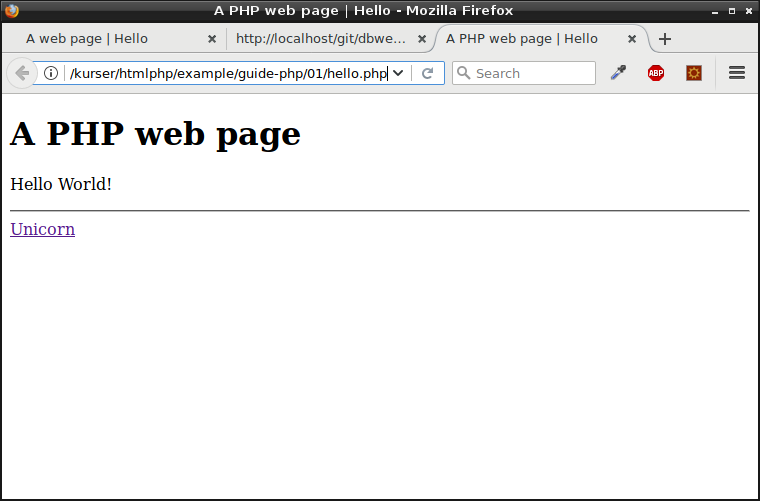 A PHP web page | Hello - Mozilla Firefox
A web page | Hello
http://localhost/git/dbwe...
A PHP web page | Hello
/kurser/htmlphp/example/guide-php/01/hello.php
Search
ABP
A PHP web page
Hello World!
Unicorn